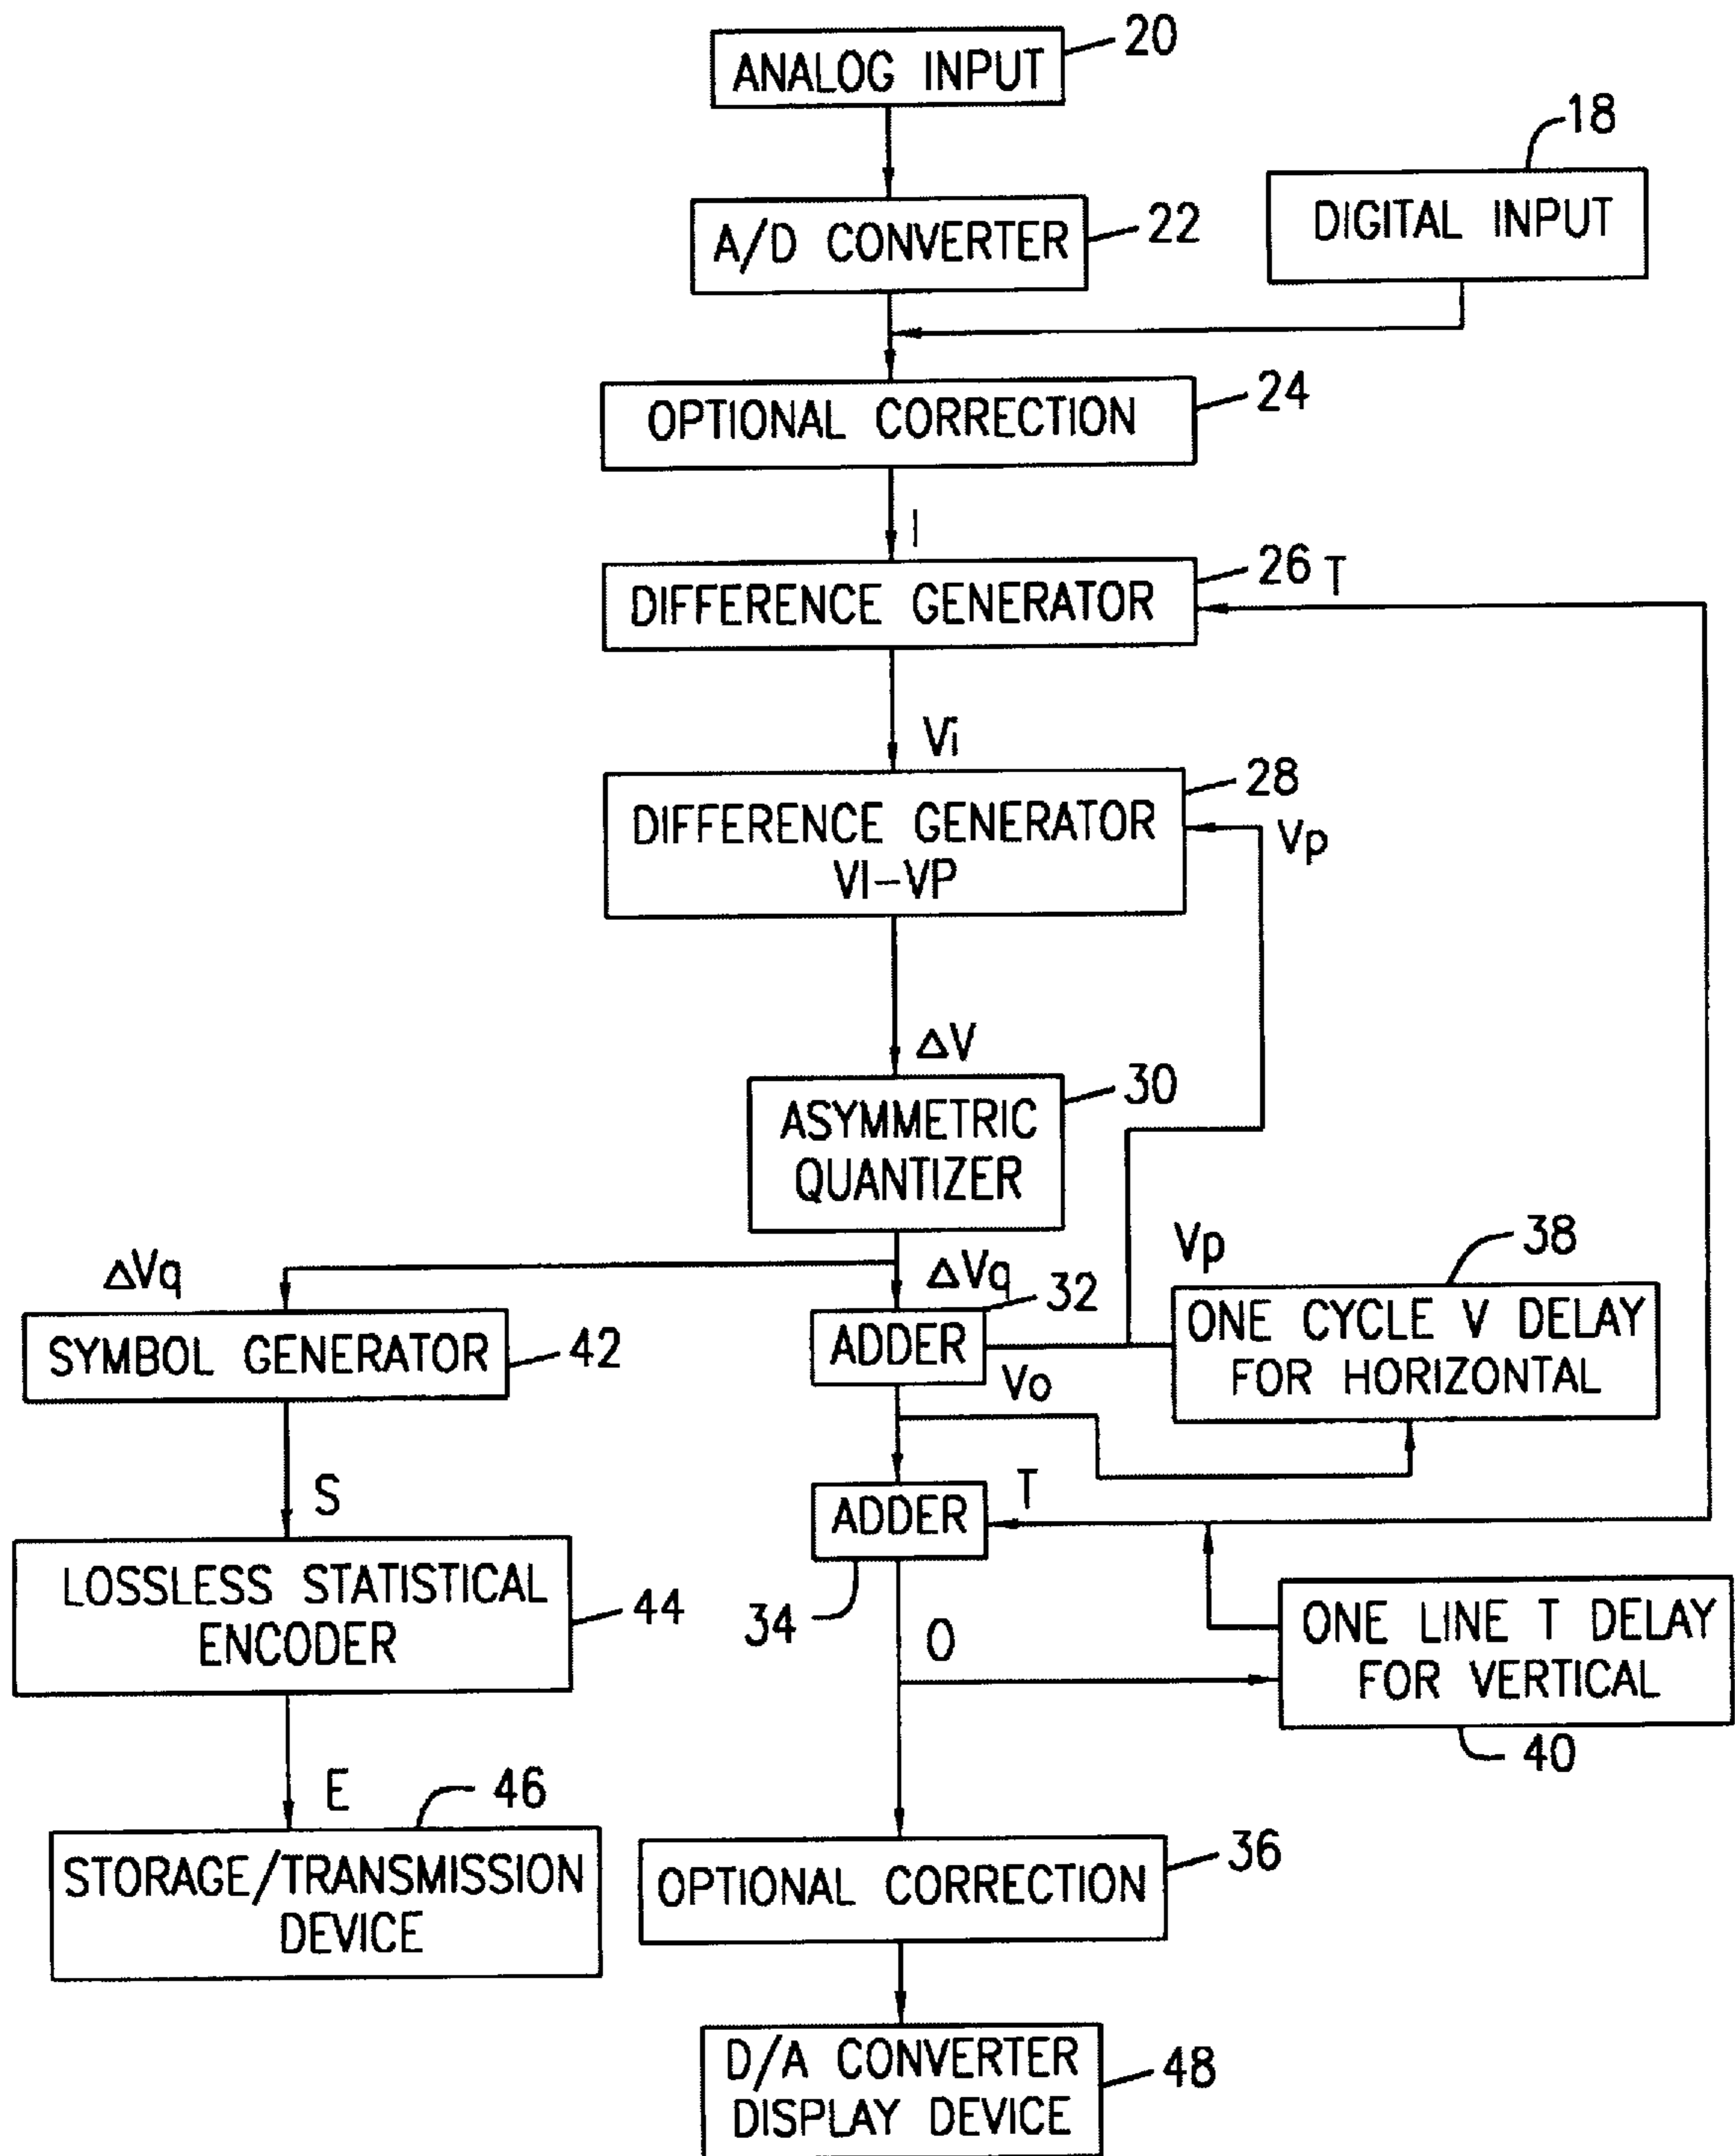 ANALOG INPUT
20
18
A/D CONVERTER
22
DIGITAL INPUT
OPTIONAL CORRECTION
24
I
DIFFERENCE GENERATOR
26
T
Vi
DIFFERENCE GENERATOR
VI-VP
28
Vp
ΔV
ASYMMETRIC
QUANTIZER
30
ΔVq
ΔVq
Vp
38
SYMBOL GENERATOR
42
ADDER
32
Vo
ONE CYCLE V DELAY
FOR HORIZONTAL
S
ADDER
34
T
LOSSLESS STATISTICAL
ENCODER
44
O
ONE LINE T DELAY
FOR VERTICAL
40
E
46
STORAGE/TRANSMISSION
DEVICE
OPTIONAL CORRECTION
36
D/A CONVERTER
DISPLAY DEVICE
48